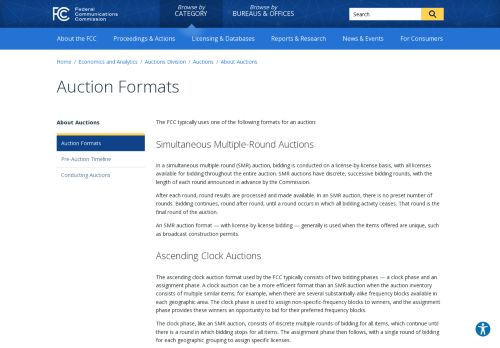 FCC
Federal
Communications
Commission
Browse by
CATEGORY
Browse by
BUREAUS & OFFICES
Search
About the FCC
Proceedings & Actions
Licensing & Databases
Reports & Research
News & Events
For Consumers
Home / Economics and Analytics / Auctions Division / Auctions / About Auctions
Auction Formats
About Auctions
Auction Formats
Pre-Auction Timeline
Conducting Auctions
The FCC typically uses one of the following formats for an auction:
Simultaneous Multiple-Round Auctions
In a simultaneous multiple-round (SMR) auction, bidding is conducted on a license-by-license basis, with all licenses
available for bidding throughout the entire auction. SMR auctions have discrete, successive bidding rounds, with the
length of each round announced in advance by the Commission.
After each round, round results are processed and made available. In an SMR auction, there is no preset number of
rounds. Bidding continues, round after round, until a round occurs in which all bidding activity ceases. That round is the
final round of the auction.
An SMR auction format — with license-by-license bidding — generally is used when the items offered are unique, such
as broadcast construction permits.
Ascending Clock Auctions
The ascending clock auction format used by the FCC typically consists of two bidding phases — a clock phase and an
assignment phase. A clock auction can be a more efficient format than an SMR auction when the auction inventory
consists of multiple similar items: for example, when there are several substantially-alike frequency blocks available in
each geographic area. The clock phase is used to assign non-specific-frequency blocks to winners, and the assignment
phase provides these winners an opportunity to bid for their preferred frequency blocks.
The clock phase, like an SMR auction, consists of discrete multiple rounds of bidding for all items, which continue until
there is a round in which bidding stops for all items. The assignment phase then follows, with a single round of bidding
for each geographic grouping to assign specific licenses.